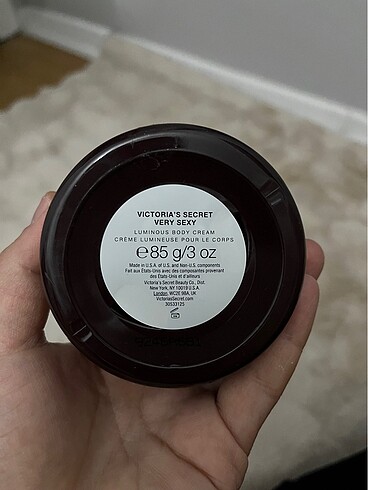 VICTORIA'S SECRET
VERY SEXY
LUMINOUS BODY CREAM
CRÈME LUMINEUSE POUR LE CORPS
℮85 g/3 oz
Made in U.S.A. of U.S. and Non-U.S. components
Fait aux États-Unis avec des composantes provenant
des États-Unis et d'ailleurs
Victoria's Secret Beauty Co., Dist.
New York, NY 10019 U.S.A.
London, WC2E 9BA, UK
VictoriasSecret.com
30533125